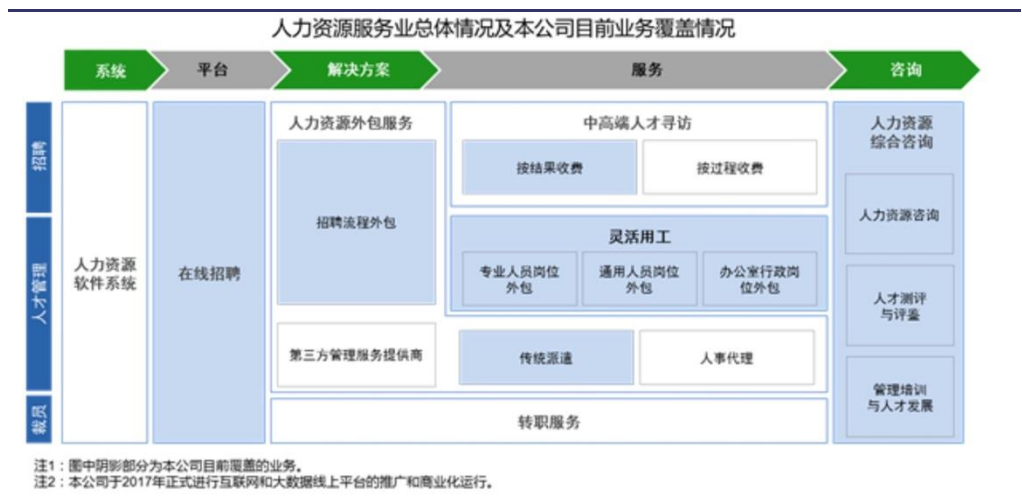 人力资源服务业总体情况及本公司目前业务覆盖情况
系统
平台
解决方案
服务
咨询
招聘
人才管理
裁员
人力资源
软件系统
在线招聘
人力资源外包服务
招聘流程外包
第三方管理服务提供商
中高端人才寻访
按结果收费
按过程收费
灵活用工
专业人员岗位
外包
通用人员岗位
外包
办公室行政岗
位外包
传统派遣
人事代理
转职服务
人力资源
综合咨询
人力资源咨询
人才测评
与评鉴
管理培训
与人才发展
注1：图中阴影部分为本公司目前覆盖的业务。
注2：本公司于2017年正式进行互联网和大数据线上平台的推广和商业化运行。